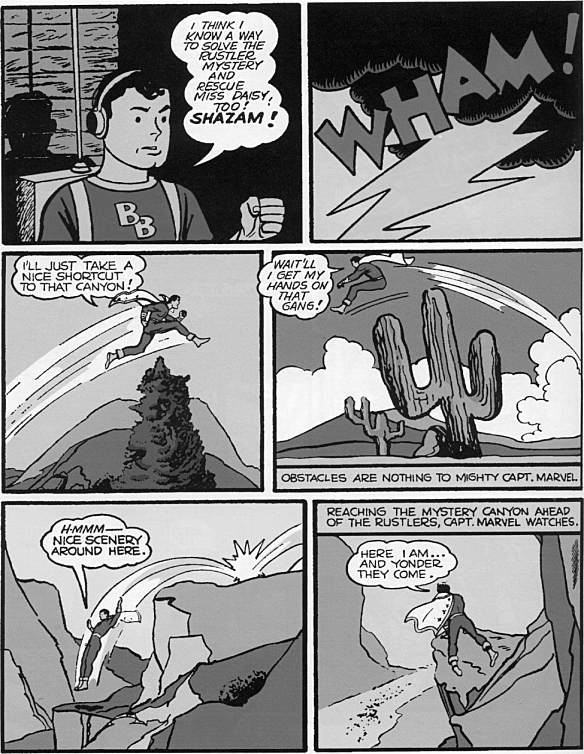 I THINK I
KNOW A WAY
TO SOLVE THE
RUSTLER
MYSTERY
AND
RESCUE
MISS DAISY,
TOO!
SHAZAM!
BB
WHAM!
I'LL JUST TAKE A
NICE SHORTCUT
TO THAT CANYON!
WAIT'LL
I GET MY
HANDS ON
THAT
GANG!
OBSTACLES ARE NOTHING TO MIGHTY CAPT. MARVEL.
H-MMM—
NICE SCENERY
AROUND HERE.
REACHING THE MYSTERY CANYON AHEAD
OF THE RUSTLERS, CAPT. MARVEL WATCHES.
HERE I AM...
AND YONDER
THEY COME.